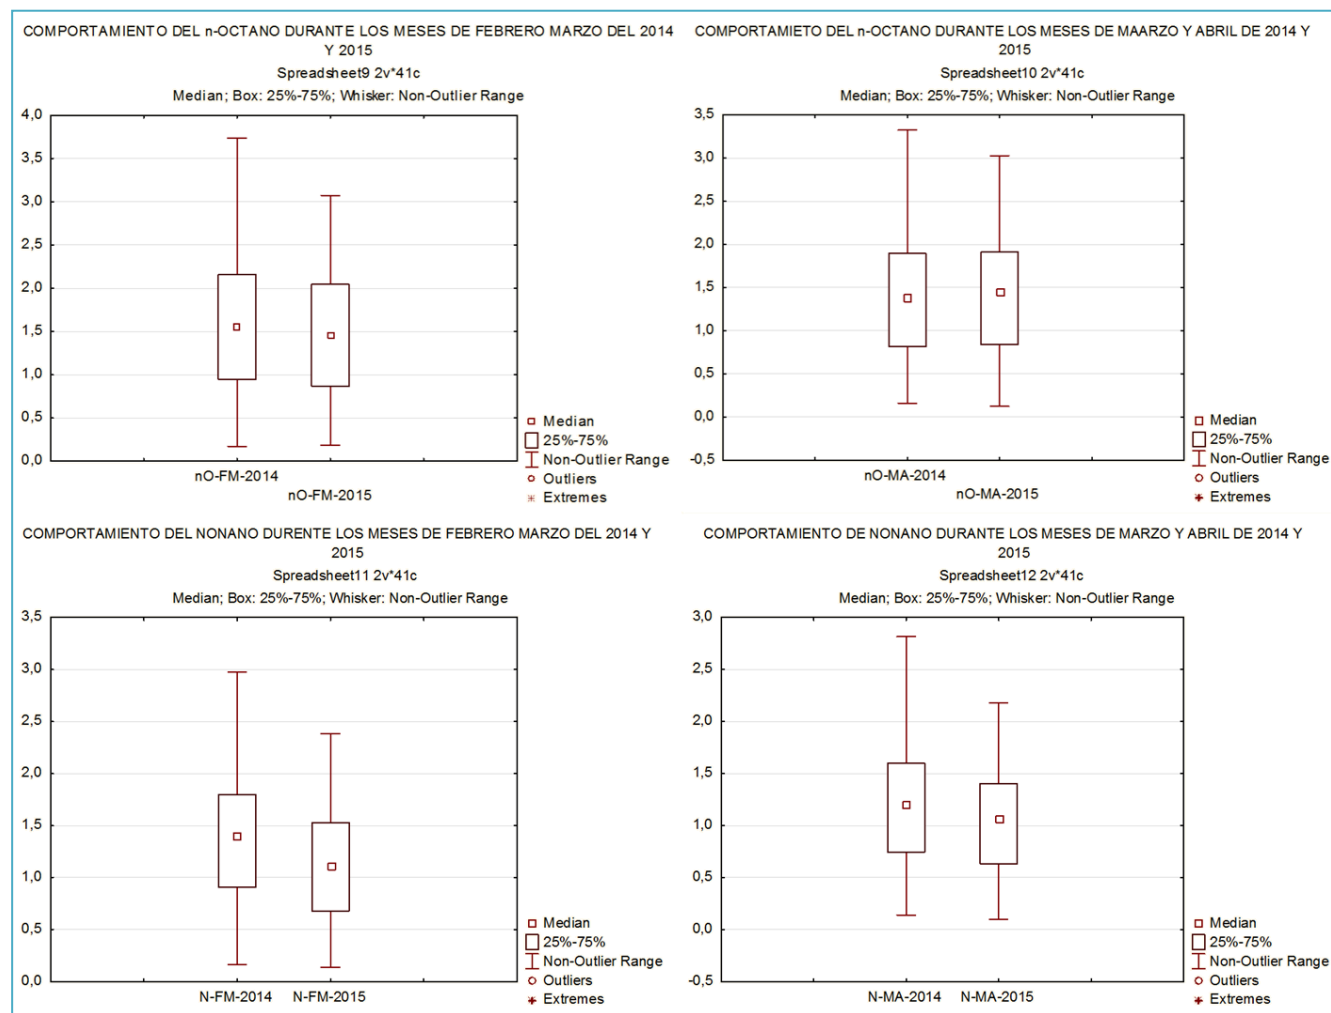 COMPORTAMIENTO DEL n-OCTANO DURANTE LOS MESES DE FEBRERO MARZO DEL 2014
Y 2015
Spreadsheet9 2v*41c
Median; Box: 25%-75%; Whisker: Non-Outlier Range
4,0
3,5
3,0
2,5
2,0
1,5
1,0
0,5
0,0
nO-FM-2014
nO-FM-2015
Median
25%-75%
Non-Outlier Range
Outliers
Extremes
COMPORTAMIETO DEL n-OCTANO DURANTE LOS MESES DE MAARZO Y ABRIL DE 2014 Y
2015
Spreadsheet10 2v*41c
Median; Box: 25%-75%; Whisker: Non-Outlier Range
3,5
3,0
2,5
2,0
1,5
1,0
0,5
0,0
-0,5
nO-MA-2014
nO-MA-2015
Median
25%-75%
Non-Outlier Range
Outliers
Extremes
COMPORTAMIENTO DEL NONANO DURENTE LOS MESES DE FEBRERO MARZO DEL 2014 Y
2015
Spreadsheet11 2v*41c
Median; Box: 25%-75%; Whisker: Non-Outlier Range
3,5
3,0
2,5
2,0
1,5
1,0
0,5
0,0
N-FM-2014 N-FM-2015
Median
25%-75%
Non-Outlier Range
Outliers
Extremes
COMPORTAMIENTO DE NONANO DURANTE LOS MESES DE MARZO Y ABRIL DE 2014 Y
2015
Spreadsheet12 2v*41c
Median; Box: 25%-75%; Whisker: Non-Outlier Range
3,0
2,5
2,0
1,5
1,0
0,5
0,0
-0,5
N-MA-2014 N-MA-2015
Median
25%-75%
Non-Outlier Range
Outliers
Extremes